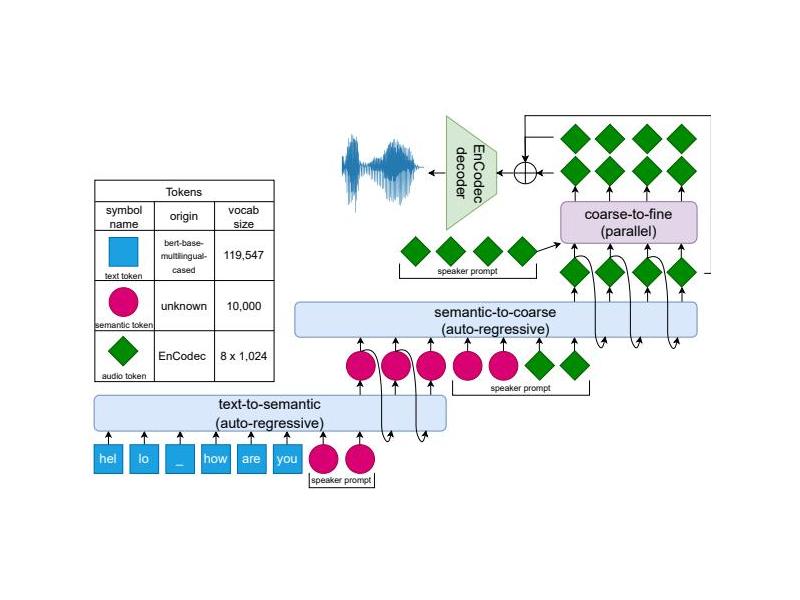 EnCodec
decoder
coarse-to-fine
(parallel)
speaker prompt
Tokens
symbol
name
origin
vocab
size
text token
bert-base-
multilingual-
cased
119,547
semantic token
unknown
10,000
audio token
EnCodec
8 x 1,024
semantic-to-coarse
(auto-regressive)
speaker prompt
text-to-semantic
(auto-regressive)
hel lo _ how are you
speaker prompt